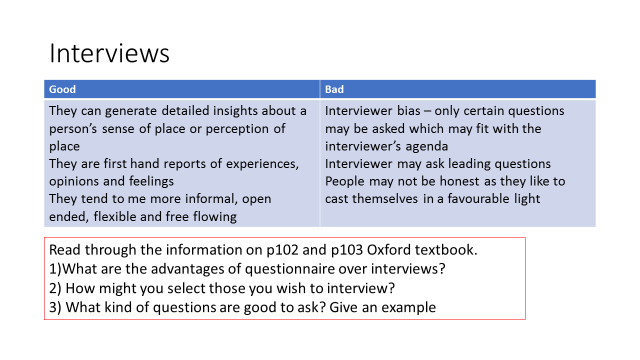 Interviews
Good
Bad
They can generate detailed insights about a
person's sense of place or perception of
place
They are first hand reports of experiences,
opinions and feelings
They tend to me more informal, open
ended, flexible and free flowing
Interviewer bias – only certain questions
may be asked which may fit with the
interviewer's agenda
Interviewer may ask leading questions
People may not be honest as they like to
cast themselves in a favourable light
Read through the information on p102 and p103 Oxford textbook.
1)What are the advantages of questionnaire over interviews?
2) How might you select those you wish to interview?
3) What kind of questions are good to ask? Give an example